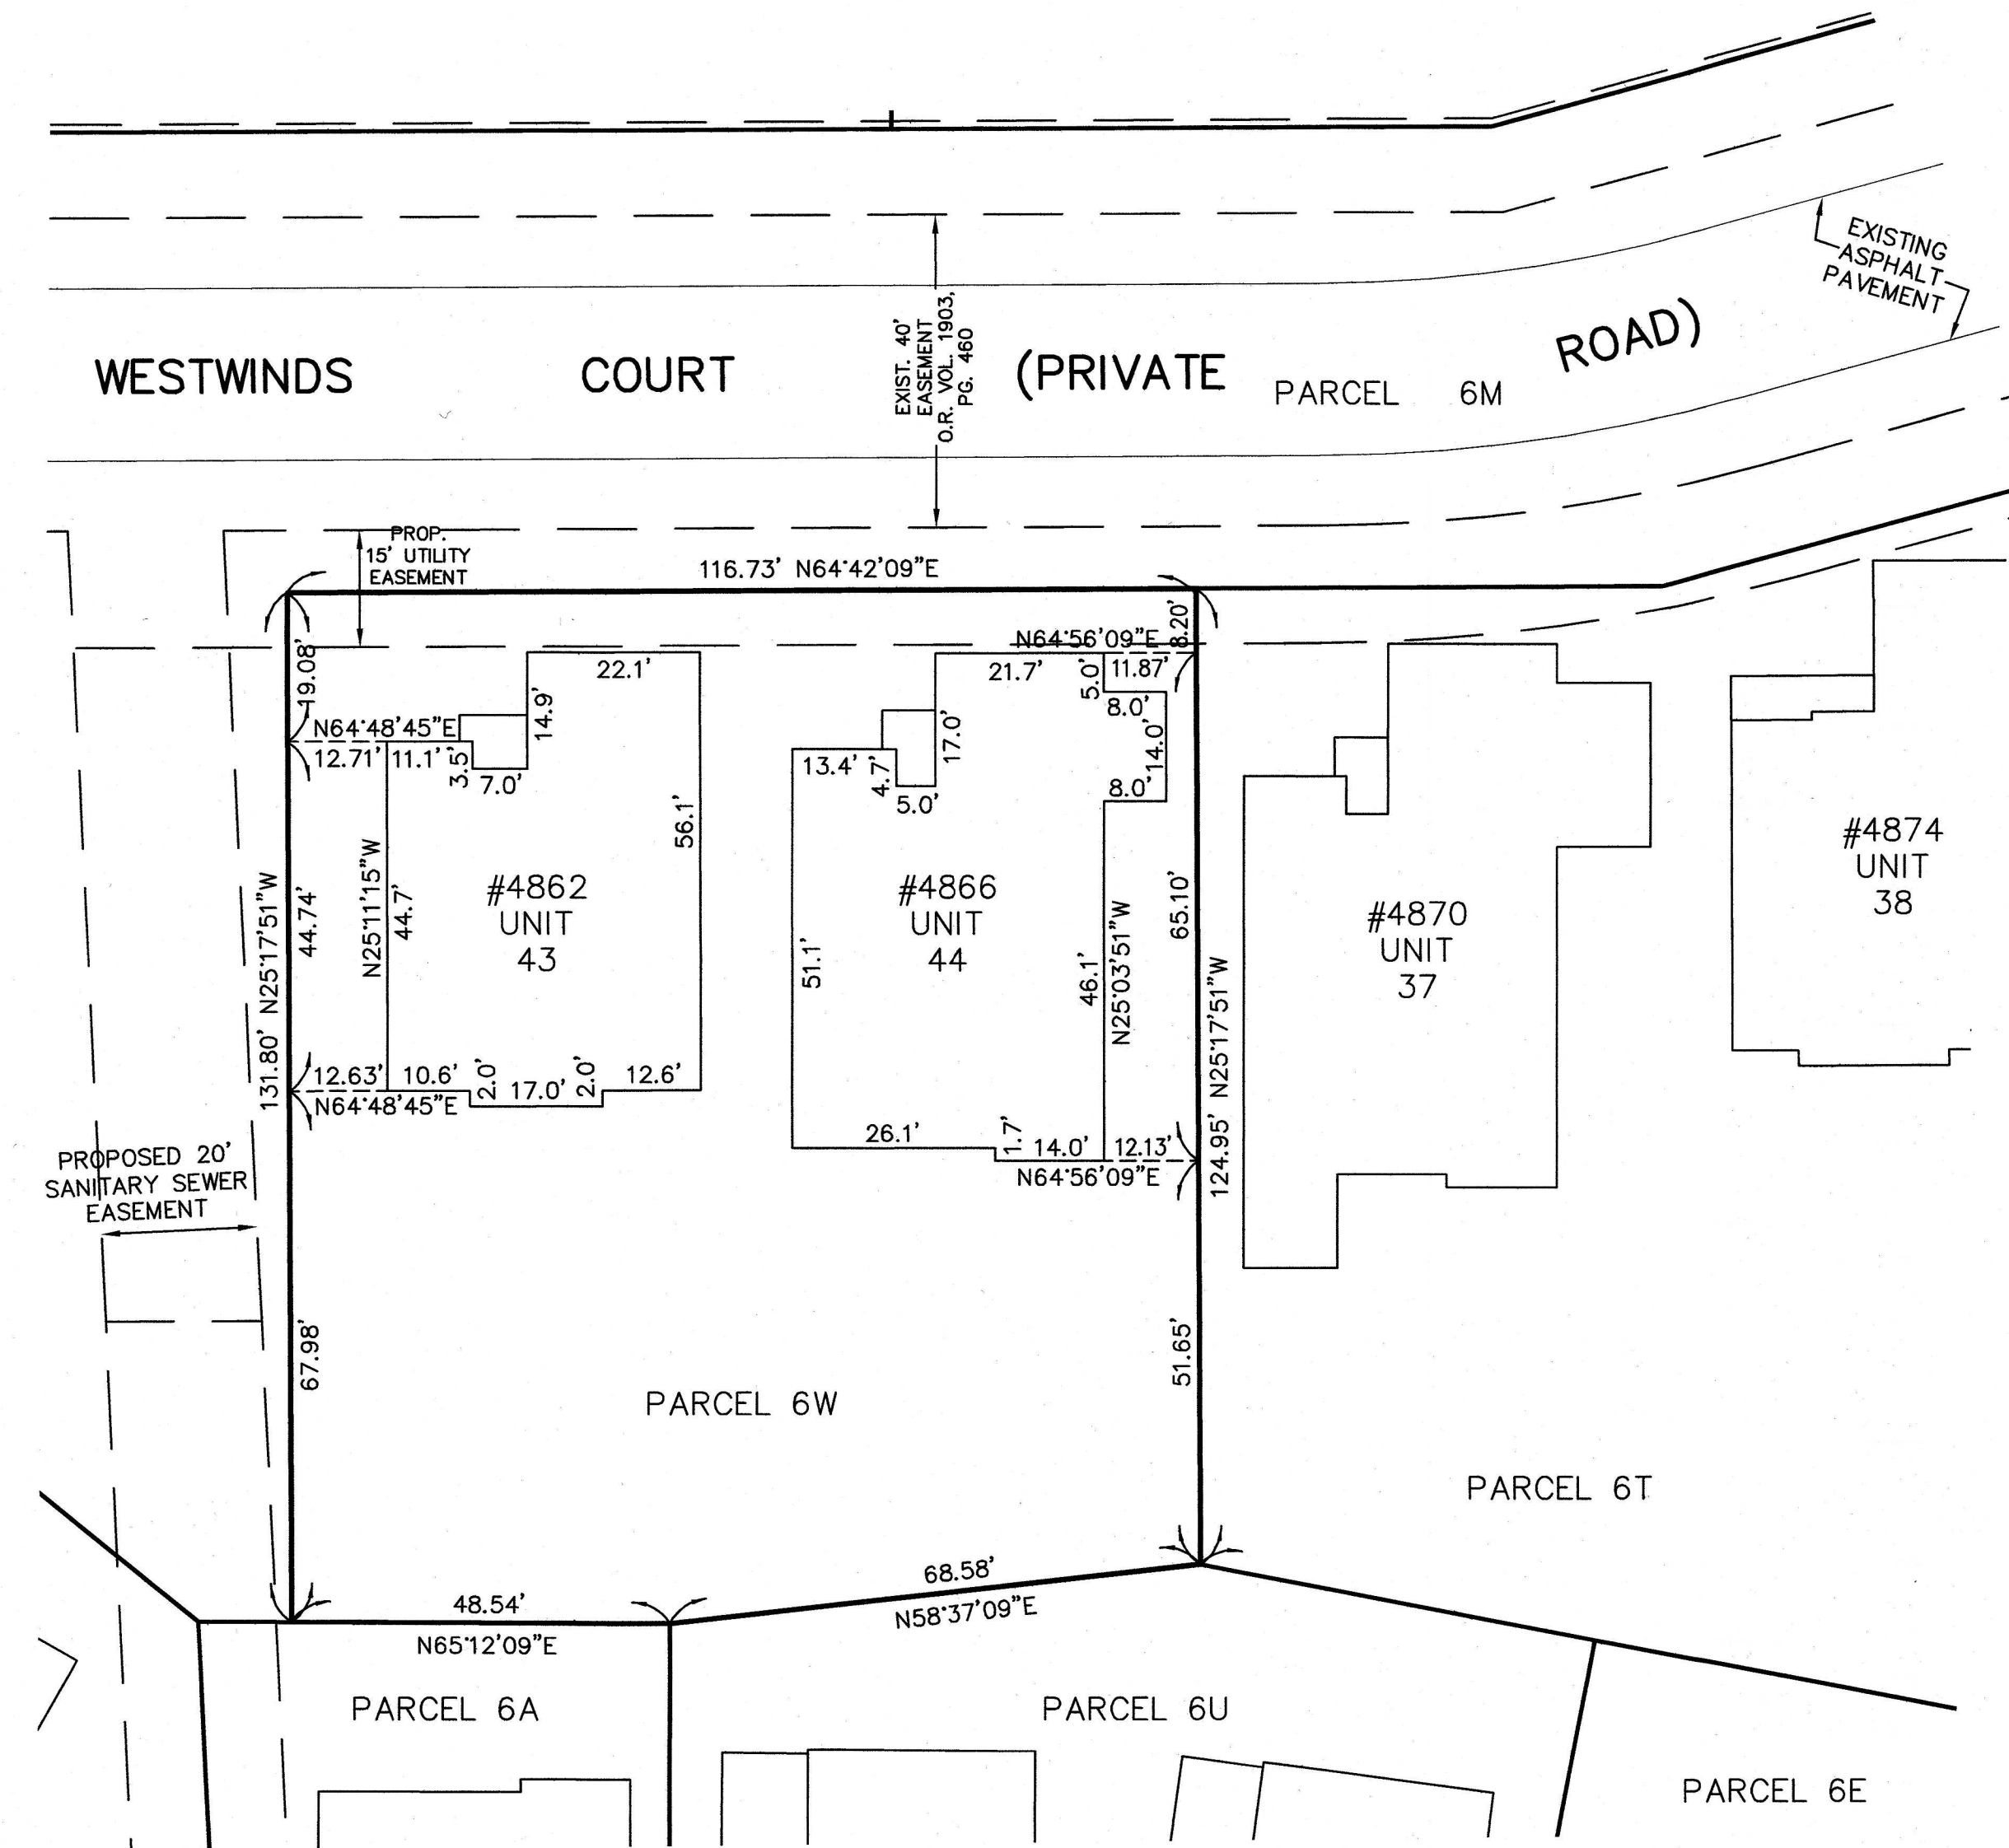 EXISTING
ASPHALT
PAVEMENT
WESTWINDS COURT (PRIVATE ROAD)
EXIST. 40'
EASEMENT
O.R. VOL. 1903,
PG. 460
PARCEL 6M
PROP.
15' UTILITY
EASEMENT
116.73' N64°42'09"E
19.08'
22.1'
14.9'
N64°48'45"E
12.71'
11.1'
3.5'
7.0'
N64°56'09"E
8.20'
21.7'
5.0'
11.87'
8.0'
17.0'
14.0'
13.4'
4.7'
5.0'
8.0'
56.1'
N25°11'15"W
44.7'
44.74'
131.80' N25°17'51"W
#4862
UNIT
43
#4866
UNIT
44
51.1'
46.1'
N25°03'51"W
65.10'
124.95' N25°17'51"W
#4870
UNIT
37
#4874
UNIT
38
12.63'
10.6'
2.0'
17.0'
2.0'
12.6'
N64°48'45"E
26.1'
1.7'
14.0'
12.13'
N64°56'09"E
PROPOSED 20'
SANITARY SEWER
EASEMENT
67.98'
51.65'
PARCEL 6W
PARCEL 6T
48.54'
N65°12'09"E
68.58'
N58°37'09"E
PARCEL 6A
PARCEL 6U
PARCEL 6E